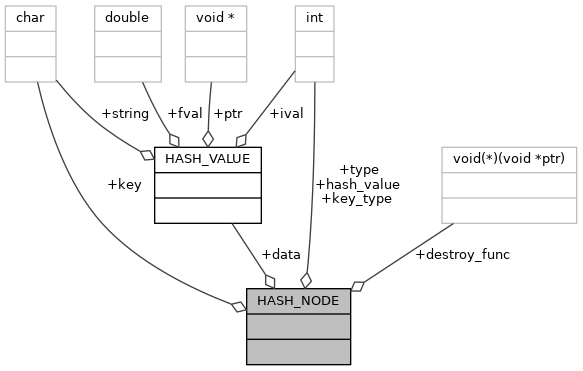 char
double
void *
int
+string
+fval
+ptr
+ival
HASH_VALUE
void(*)(void *ptr)
+key
+type
+hash_value
+key_type
+data
+destroy_func
HASH_NODE